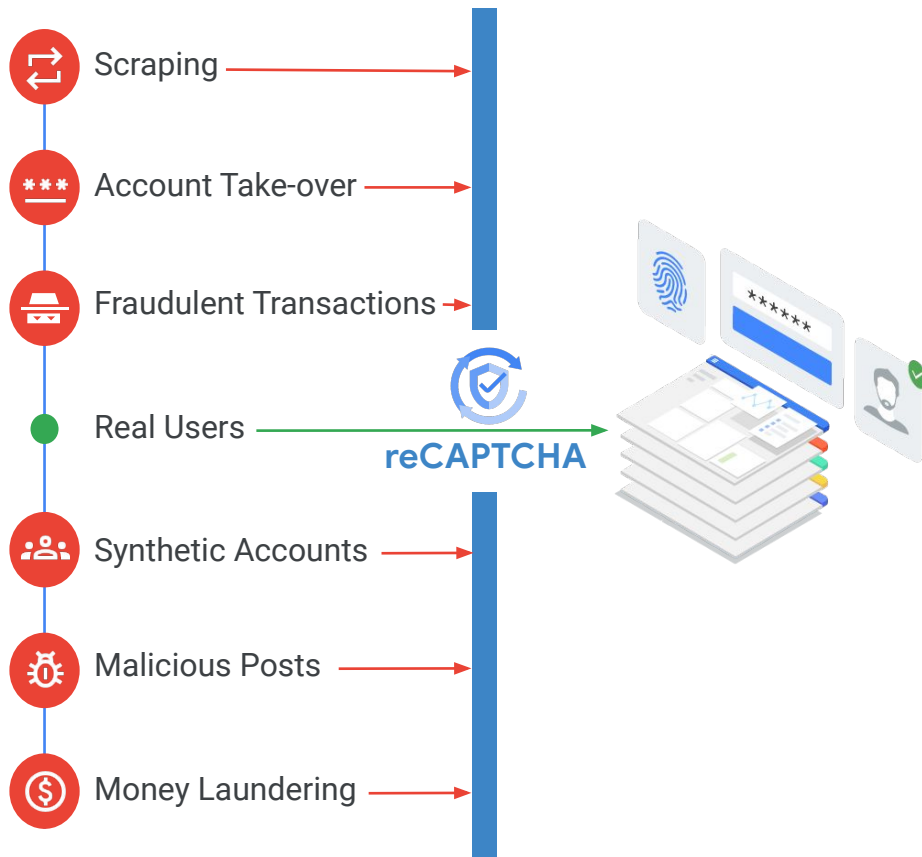 Scraping
Account Take-over
Fraudulent Transactions
******
Real Users
reCAPTCHA
Synthetic Accounts
Malicious Posts
Money Laundering